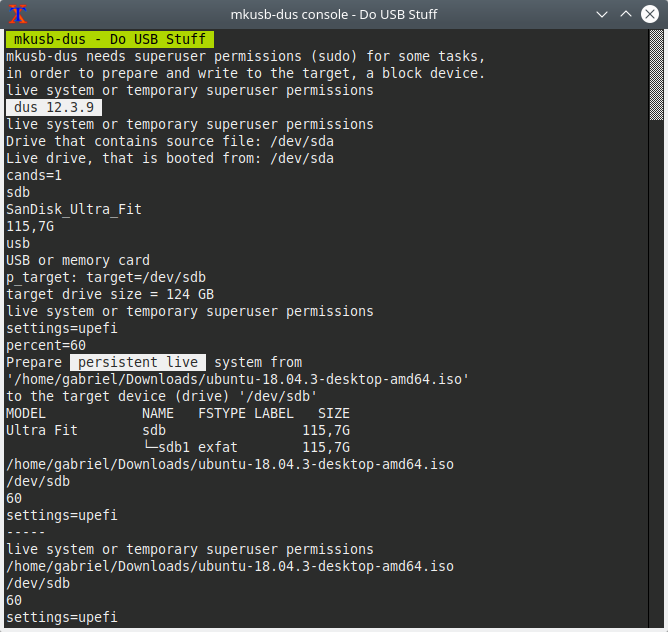 mkusb-dus console - Do USB Stuff
mkusb-dus - Do USB Stuff
mkusb-dus needs superuser permissions (sudo) for some tasks,
in order to prepare and write to the target, a block device.
live system or temporary superuser permissions
dus 12.3.9
live system or temporary superuser permissions
Drive that contains source file: /dev/sda
Live drive, that is booted from: /dev/sda
cands=1
sdb
SanDisk_Ultra_Fit
115,7G
usb
USB or memory card
p_target: target=/dev/sdb
target drive size = 124 GB
live system or temporary superuser permissions
settings=upefi
percent=60
Prepare  persistent live  system from
'/home/gabriel/Downloads/ubuntu-18.04.3-desktop-amd64.iso'
to the target device (drive) '/dev/sdb'
MODEL            NAME   FSTYPE LABEL   SIZE
Ultra Fit        sdb                 115,7G
                 └─sdb1 exfat        115,7G
/home/gabriel/Downloads/ubuntu-18.04.3-desktop-amd64.iso
/dev/sdb
60
settings=upefi
-----
live system or temporary superuser permissions
/home/gabriel/Downloads/ubuntu-18.04.3-desktop-amd64.iso
/dev/sdb
60
settings=upefi